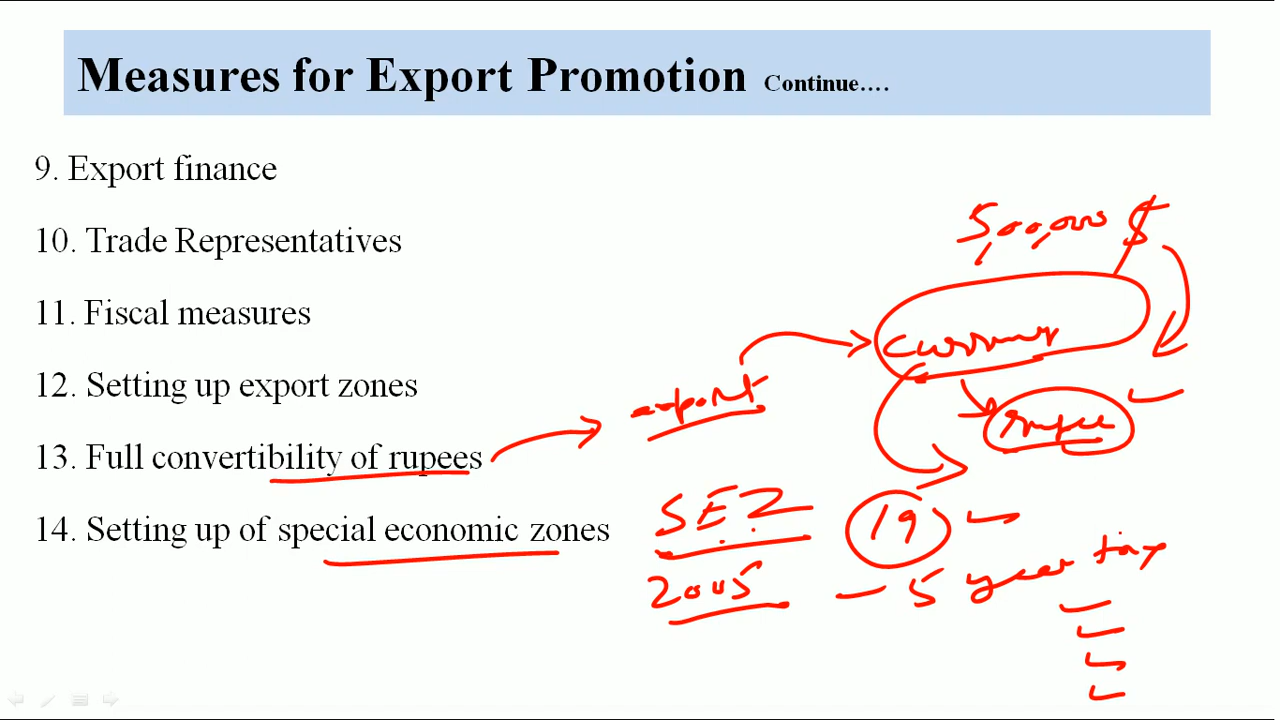 Measures for Export Promotion Continue....
9. Export finance
10. Trade Representatives
11. Fiscal measures
12. Setting up export zones
13. Full convertibility of rupees
14. Setting up of special economic zones
5,00,000 $
currency
export
rupee
SEZ
19
2005
- 5 year tax